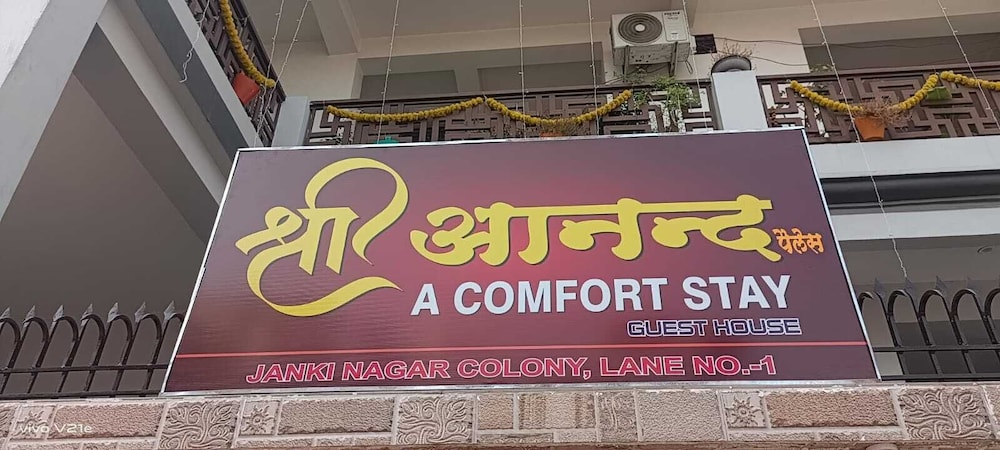 श्री आनन्द पैलेस
A COMFORT STAY
GUEST HOUSE
JANKI NAGAR COLONY, LANE NO.-1
vivo V21e